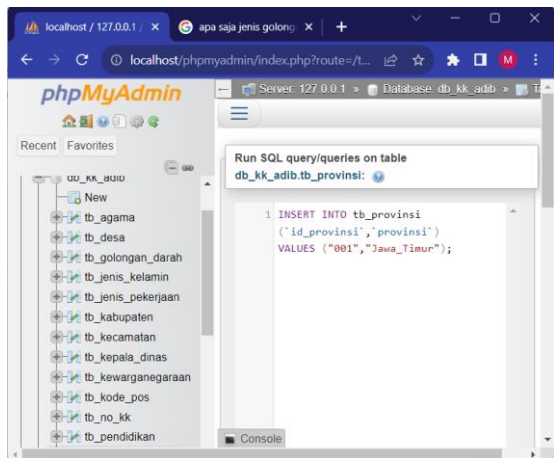 localhost / 127.0.0.1 /
apa saja jenis golong
localhost/phpmyadmin/index.php?route=/t...
M
phpMyAdmin
Recent Favorites
db_kk_adib
New
tb_agama
tb_desa
tb_golongan_darah
tb_jenis_kelamin
tb_jenis_pekerjaan
tb_kabupaten
tb_kecamatan
tb_kepala_dinas
tb_kewarganegaraan
tb_kode_pos
tb_no_kk
tb_pendidikan
Server: 127.0.0.1 » Database: db_kk_adib »
Run SQL query/queries on table
db_kk_adib.tb_provinsi:
1 INSERT INTO tb_provinsi
(`id_provinsi`,`provinsi`)
VALUES ("001","Jawa_Timur");
Console